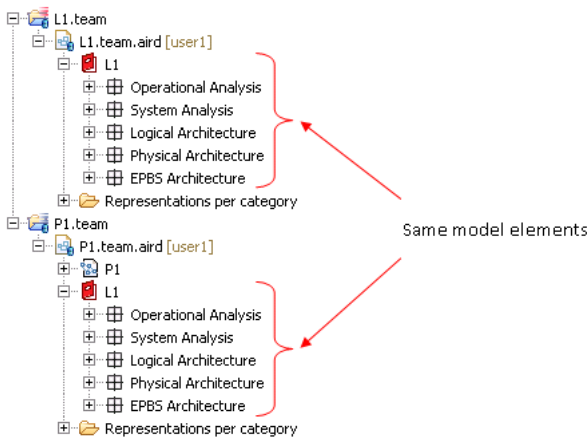 L1.team
L1.team.aird [user1]
L1
Operational Analysis
System Analysis
Logical Architecture
Physical Architecture
EPBS Architecture
Representations per category
P1.team
P1.team.aird [user1]
P1
L1
Operational Analysis
System Analysis
Logical Architecture
Physical Architecture
EPBS Architecture
Representations per category
Same model elements